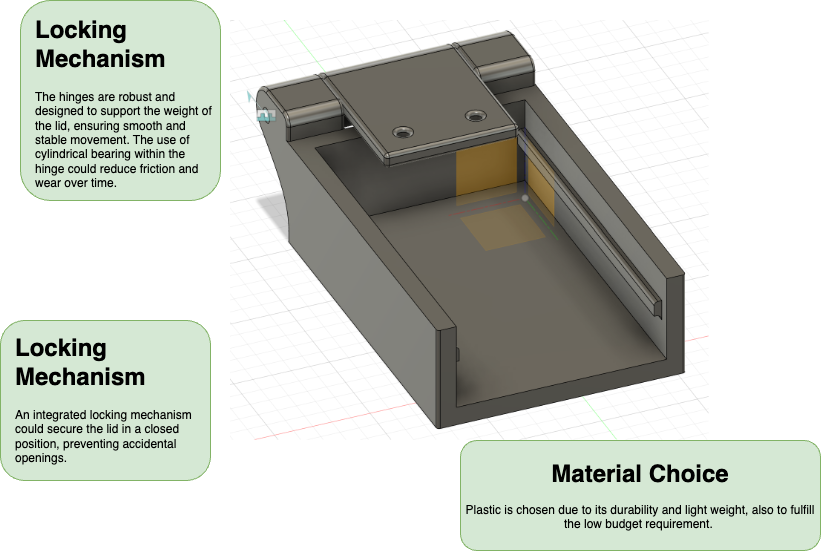 Locking
Mechanism
The hinges are robust and
designed to support the weight of
the lid, ensuring smooth and
stable movement. The use of
cylindrical bearing within the
hinge could reduce friction and
wear over time.
Locking
Mechanism
An integrated locking mechanism
could secure the lid in a closed
position, preventing accidental
openings.
Material Choice
Plastic is chosen due to its durability and light weight, also to fulfill
the low budget requirement.